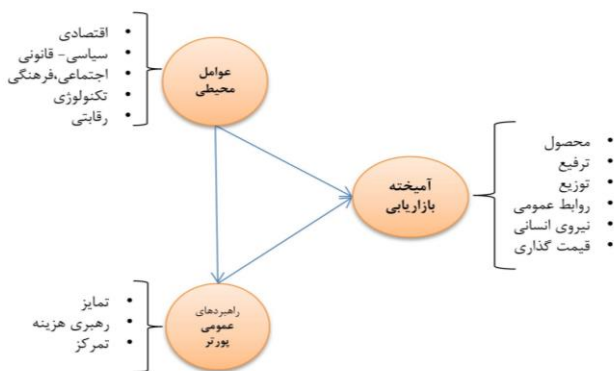 اقتصادی
سیاسی- قانونی
اجتماعی,فرهنگی
تکنولوژی
رقابتی
عوامل
محیطی
آمیخته
بازاریابی
محصول
ترفیع
توزیع
روابط عمومی
نیروی انسانی
قیمت گذاری
راهبردهای
عمومی
پورتر
تمایز
رهبری هزینه
تمرکز